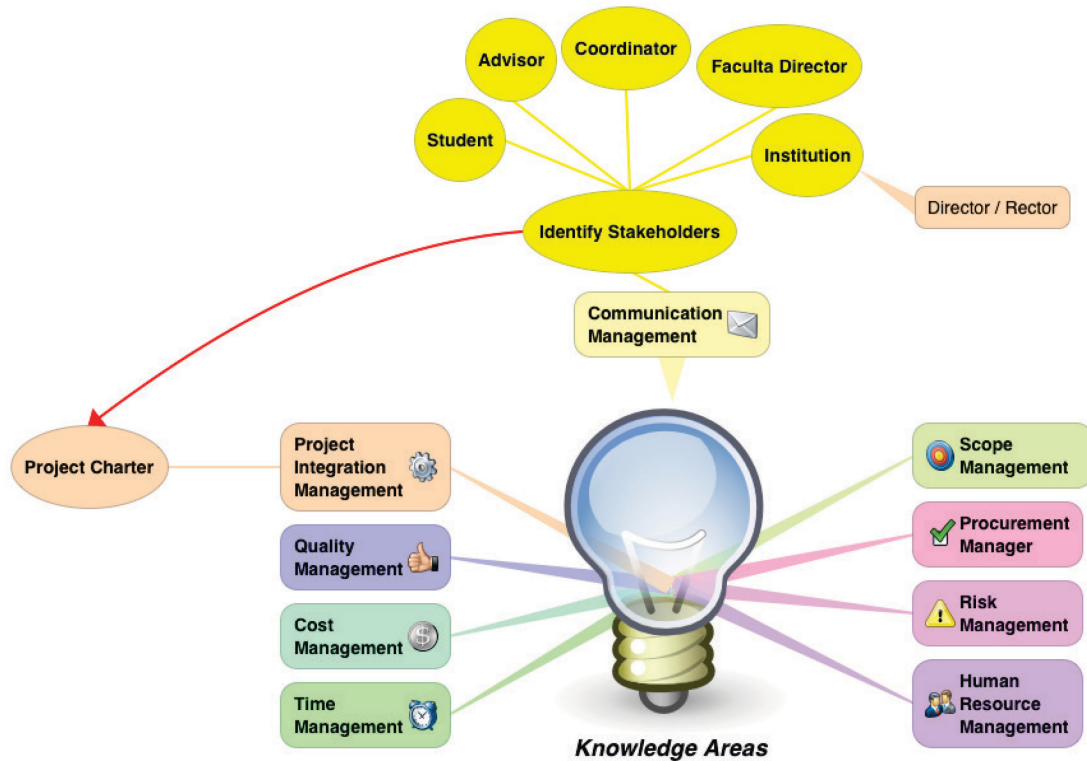 Coordinator
Advisor
Faculta Director
Student
Institution
Director / Rector
Identify Stakeholders
Communication
Management
Project Charter
Project
Integration
Management
Quality
Management
Cost
Management
$
Time
Management
Scope
Management
Procurement
Manager
Risk
Management
Human
Resource
Management
Knowledge Areas